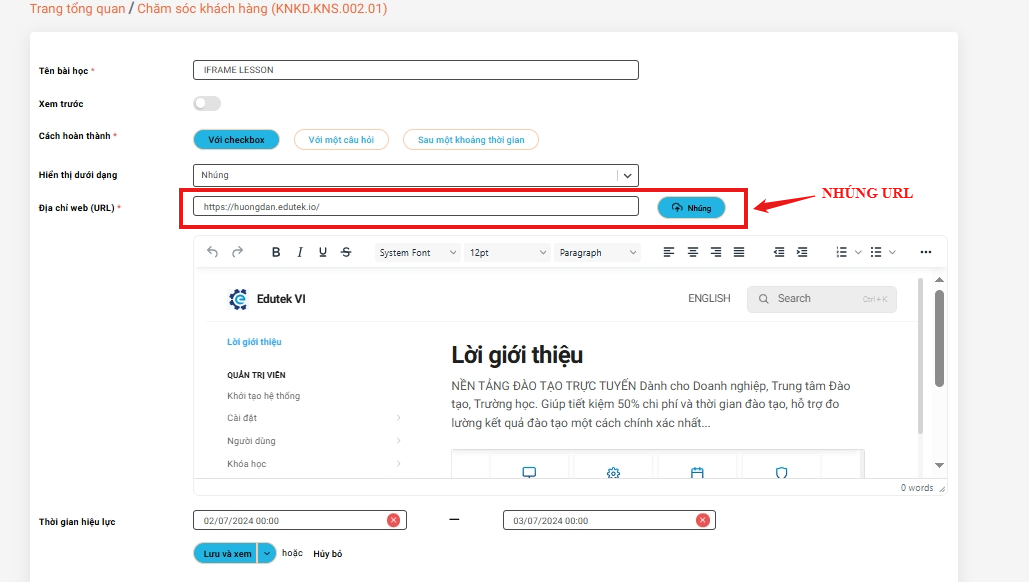 Trang tổng quan / Chăm sóc khách hàng (KNKD.KNS.002.01)
Tên bài học * IFRAME LESSON
Xem trước
Cách hoàn thành * Với checkbox Với một câu hỏi Sau một khoảng thời gian
Hiển thị dưới dạng Nhúng
Địa chỉ web (URL) * https://huongdan.edutek.io/ Nhúng
NHÚNG URL
B I U S System Font 12pt Paragraph
Edutek VI ENGLISH Search Ctrl + K
Lời giới thiệu
QUẢN TRỊ VIÊN
Khởi tạo hệ thống
Cài đặt
Người dùng
Khóa học
Lời giới thiệu
NỀN TẢNG ĐÀO TẠO TRỰC TUYẾN Dành cho Doanh nghiệp, Trung tâm Đào
tạo, Trường học. Giúp tiết kiệm 50% chi phí và thời gian đào tạo, hỗ trợ đo
lường kết quả đào tạo một cách chính xác nhất...
0 words
Thời gian hiệu lực 02/07/2024 00:00 — 03/07/2024 00:00
Lưu và xem hoặc Hủy bỏ